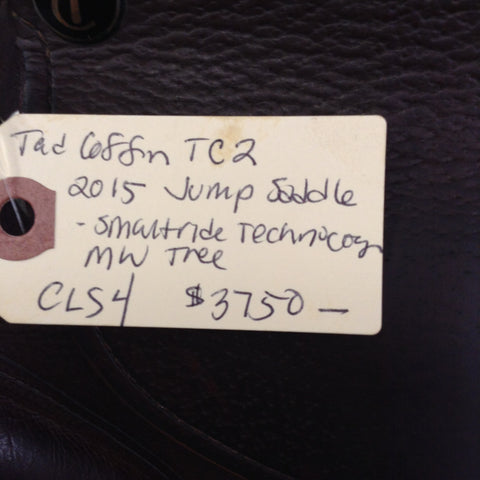 Tad Coffin TC2
2015 Jump Saddle
- Smartride Technology
MW Tree
CLS4 $3750 —